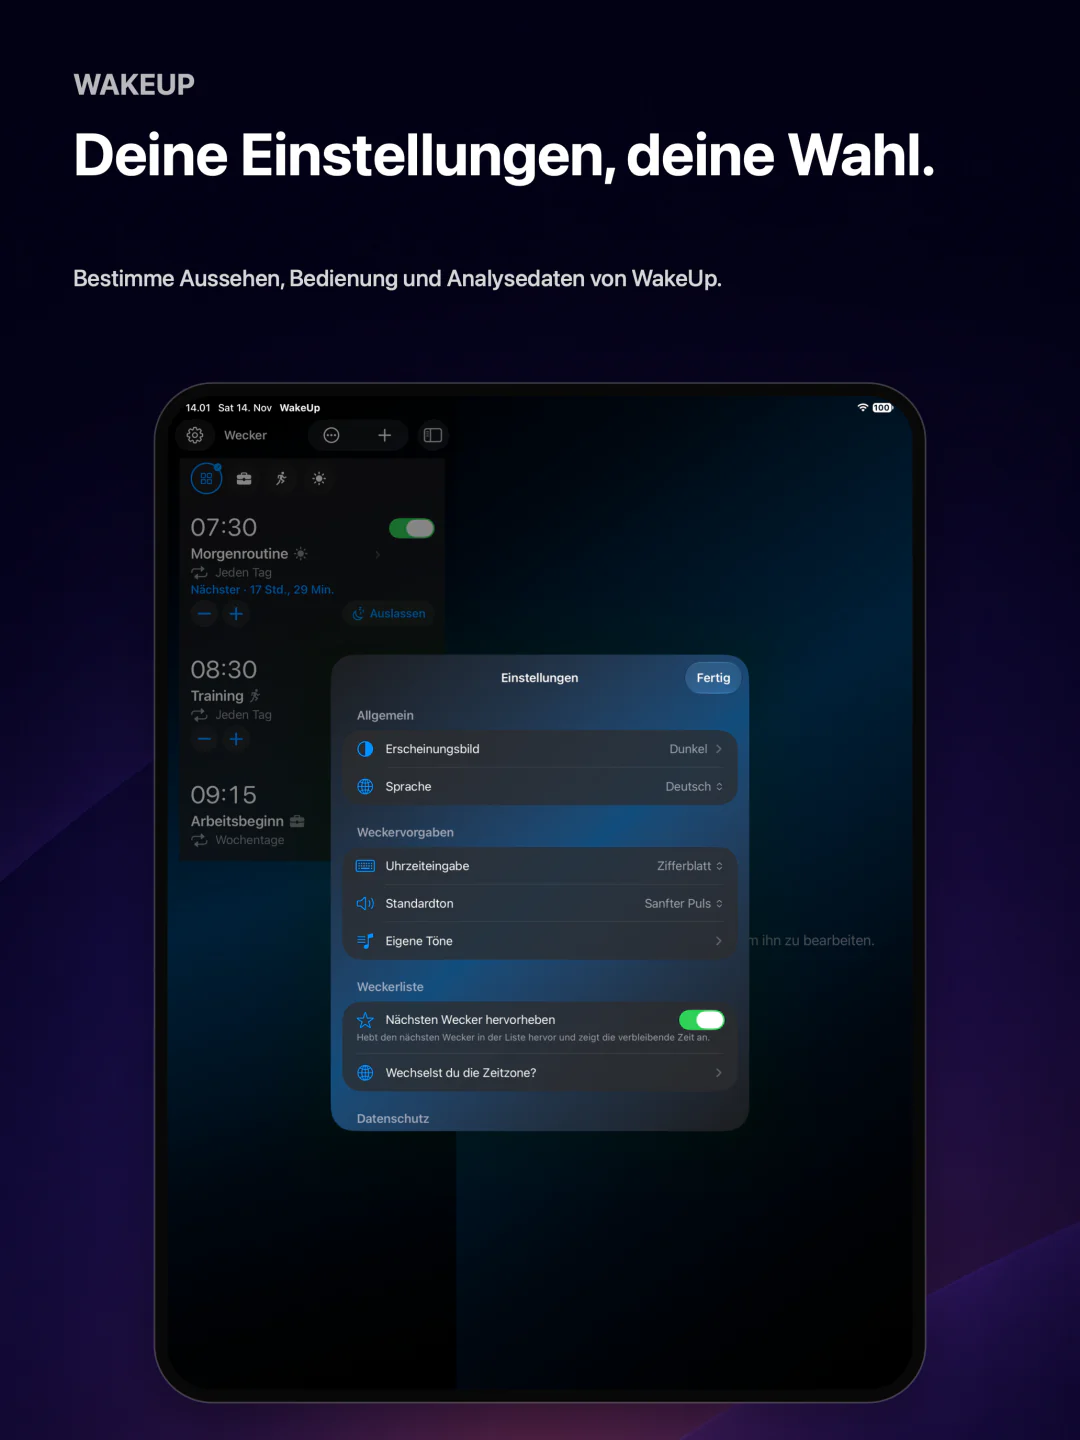 WAKEUP
Deine Einstellungen, deine Wahl.
Bestimme Aussehen, Bedienung und Analysedaten von WakeUp.
14.01 Sat 14. Nov WakeUp
100
Wecker
07:30
Morgenroutine
Jeden Tag
Nächster · 17 Std., 29 Min.
Auslassen
08:30
Training
Jeden Tag
09:15
Arbeitsbeginn
Wochentage
Einstellungen
Fertig
Allgemein
Erscheinungsbild Dunkel
Sprache Deutsch
Weckervorgaben
Uhrzeiteingabe Zifferblatt
Standardton Sanfter Puls
Eigene Töne
m ihn zu bearbeiten.
Weckerliste
Nächsten Wecker hervorheben
Hebt den nächsten Wecker in der Liste hervor und zeigt die verbleibende Zeit an.
Wechselst du die Zeitzone?
Datenschutz